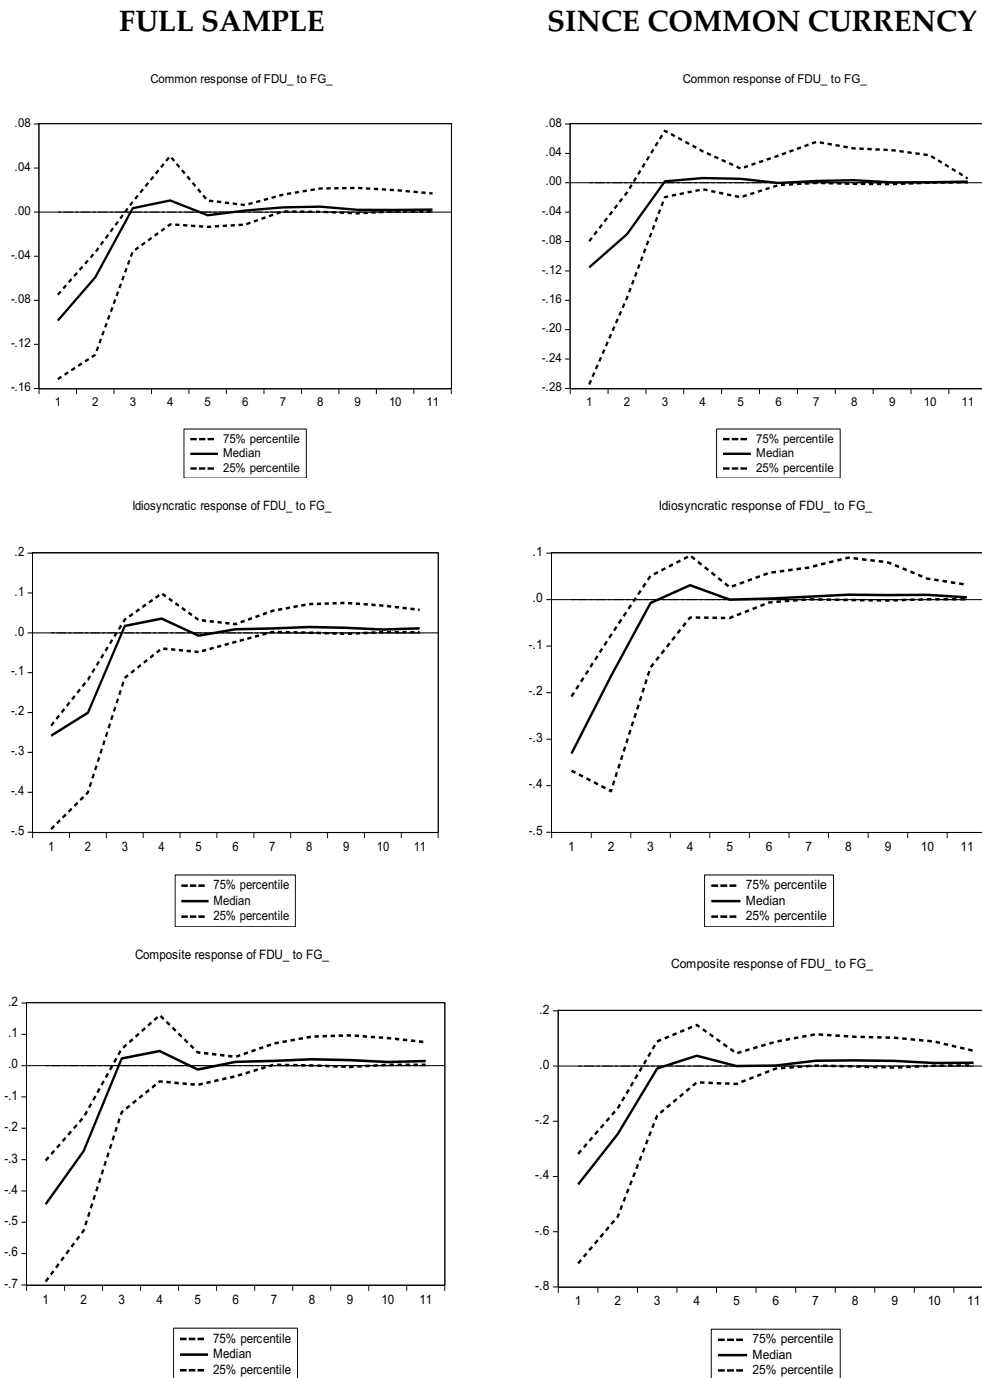 FULL SAMPLE
SINCE COMMON CURRENCY
Common response of FDU_ to FG_
.08
.04
.00
-.04
-.08
-.12
-.16
1 2 3 4 5 6 7 8 9 10 11
75% percentile
Median
25% percentile
Common response of FDU_ to FG_
.08
.04
.00
-.04
-.08
-.12
-.16
-.20
-.24
-.28
1 2 3 4 5 6 7 8 9 10 11
75% percentile
Median
25% percentile
Idiosyncratic response of FDU_ to FG_
.2
.1
.0
-.1
-.2
-.3
-.4
-.5
1 2 3 4 5 6 7 8 9 10 11
75% percentile
Median
25% percentile
Idiosyncratic response of FDU_ to FG_
.1
.0
-.1
-.2
-.3
-.4
-.5
1 2 3 4 5 6 7 8 9 10 11
75% percentile
Median
25% percentile
Composite response of FDU_ to FG_
.2
.1
.0
-.1
-.2
-.3
-.4
-.5
-.6
-.7
1 2 3 4 5 6 7 8 9 10 11
75% percentile
Median
25% percentile
Composite response of FDU_ to FG_
.2
.0
-.2
-.4
-.6
-.8
1 2 3 4 5 6 7 8 9 10 11
75% percentile
Median
25% percentile